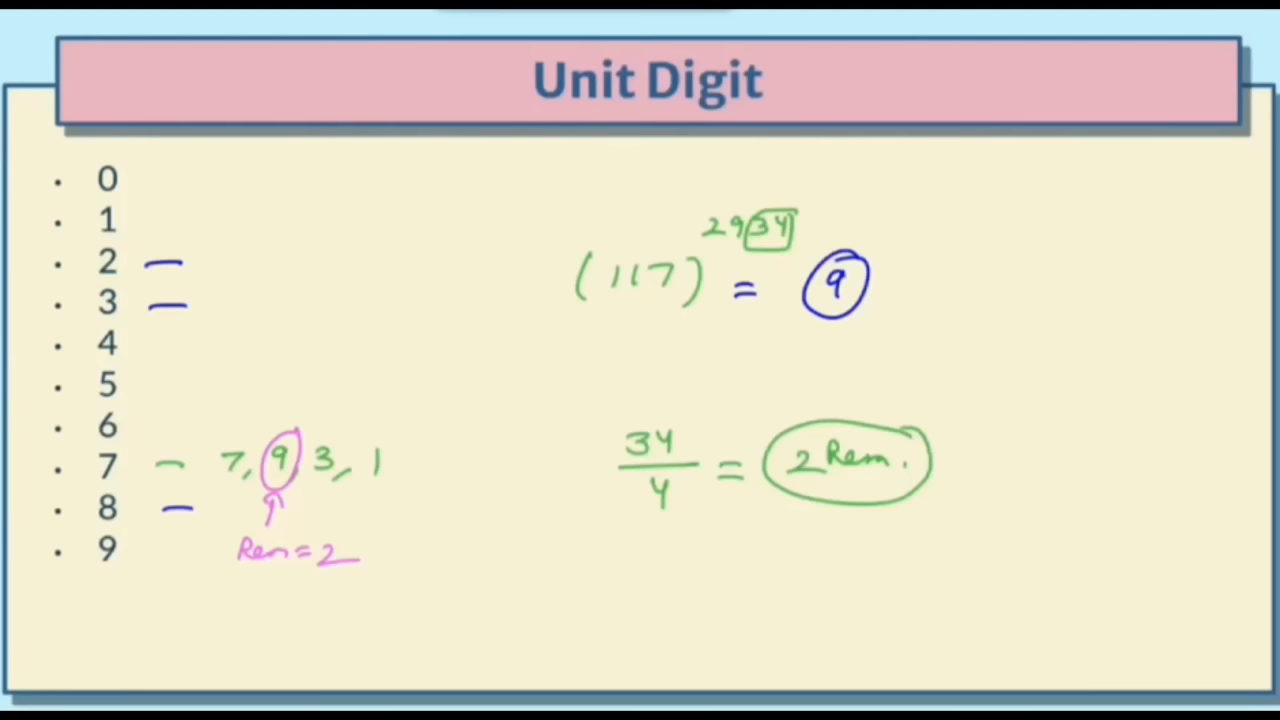 Unit Digit
. 0
. 1
. 2 –
. 3 –
. 4
. 5
. 6
. 7 – 7, 9, 3, 1
. 8 –
. 9
Rem = 2
(117)^2934 = 9
34/4 = 2 Rem.